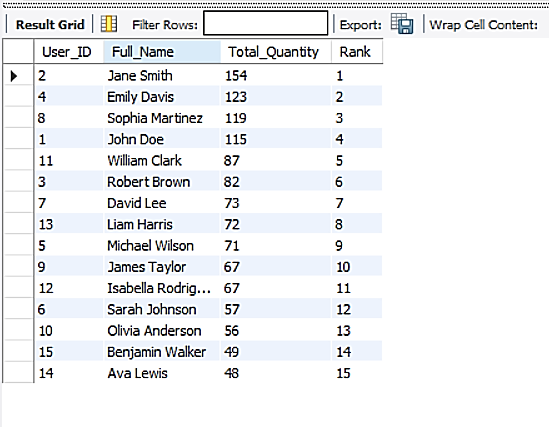 Result Grid Filter Rows: Export: Wrap Cell Content:
User_ID Full_Name Total_Quantity Rank
2 Jane Smith 154 1
4 Emily Davis 123 2
8 Sophia Martinez 119 3
1 John Doe 115 4
11 William Clark 87 5
3 Robert Brown 82 6
7 David Lee 73 7
13 Liam Harris 72 8
5 Michael Wilson 71 9
9 James Taylor 67 10
12 Isabella Rodrig... 67 11
6 Sarah Johnson 57 12
10 Olivia Anderson 56 13
15 Benjamin Walker 49 14
14 Ava Lewis 48 15